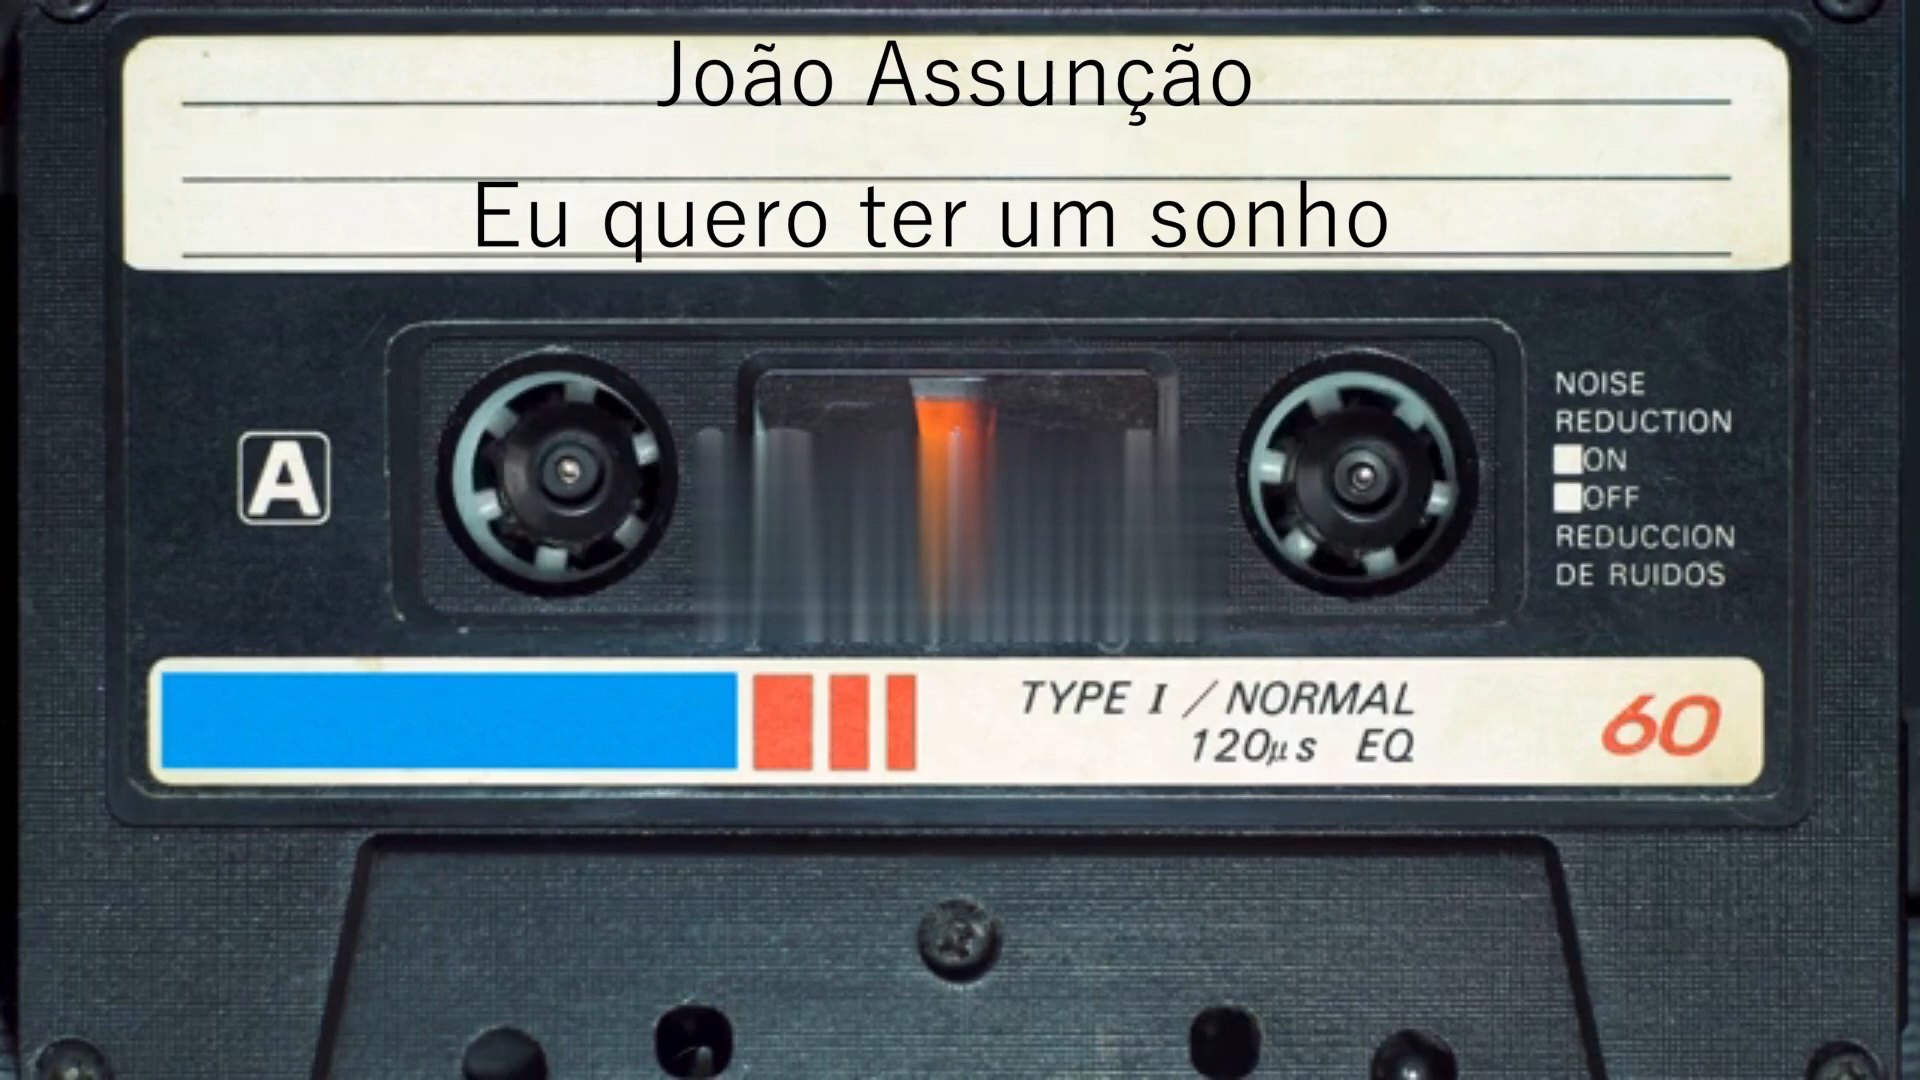 João Assunção
Eu quero ter um sonho
A
NOISE
REDUCTION
ON
OFF
REDUCCION
DE RUIDOS
TYPE I / NORMAL
120µs EQ
60